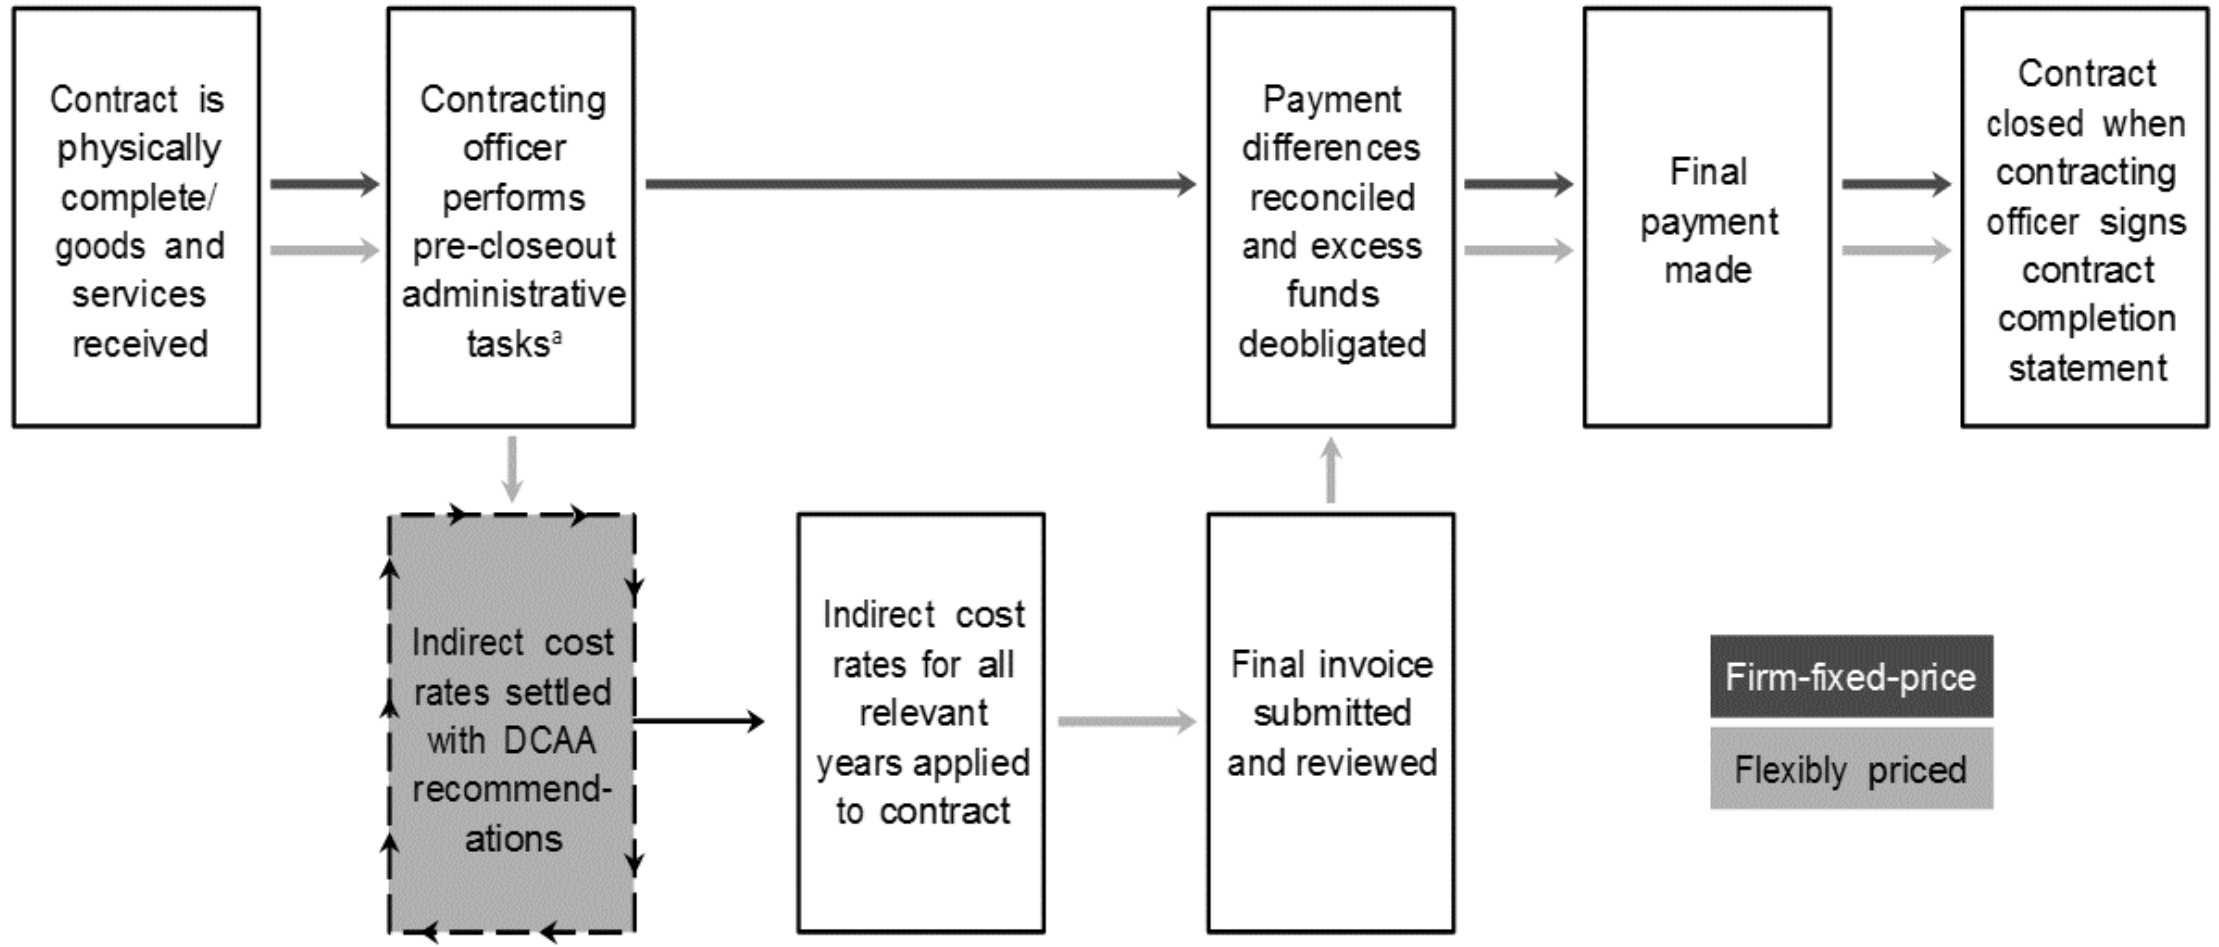 Contract is
physically
complete/
goods and
services
received
Contracting
officer
performs
pre-closeout
administrative
tasksᵃ
Payment
differences
reconciled
and excess
funds
deobligated
Final
payment
made
Contract
closed when
contracting
officer signs
contract
completion
statement
Indirect cost
rates settled
with DCAA
recommend-
ations
Indirect cost
rates for all
relevant
years applied
to contract
Final invoice
submitted
and reviewed
Firm-fixed-price
Flexibly priced